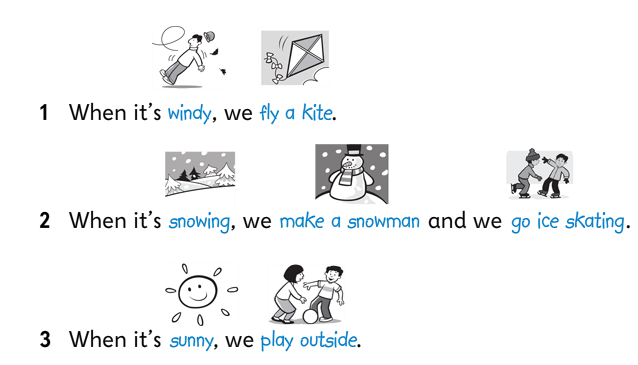 1 When it's windy, we fly a kite.
2 When it's snowing, we make a snowman and we go ice skating.
3 When it's sunny, we play outside.